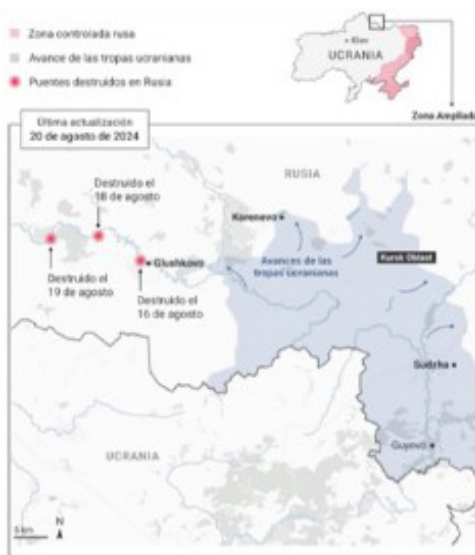 Zona controlada rusa
Avance de las tropas ucranianas
Puentes destruidos en Rusia
Kiev
UCRANIA
Zona Ampliada
Última actualización
20 de agosto de 2024
RUSIA
Destruido el
18 de agosto
Korenevo
Glushkovo
Avances de las
tropas ucranianas
Kursk Oblast
Destruido el
19 de agosto
Destruido el
16 de agosto
Sudzha
Guyevo
UCRANIA
5 km
N